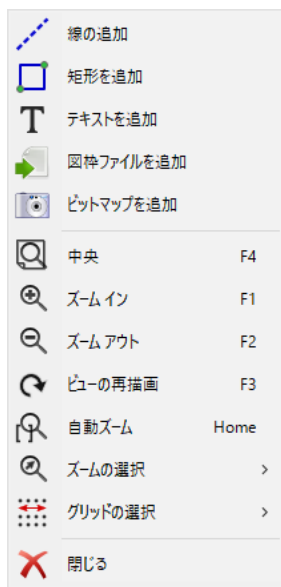 線の追加
矩形を追加
テキストを追加
図枠ファイルを追加
ビットマップを追加
中央 F4
ズーム イン F1
ズーム アウト F2
ビューの再描画 F3
自動ズーム Home
ズームの選択
グリッドの選択
閉じる